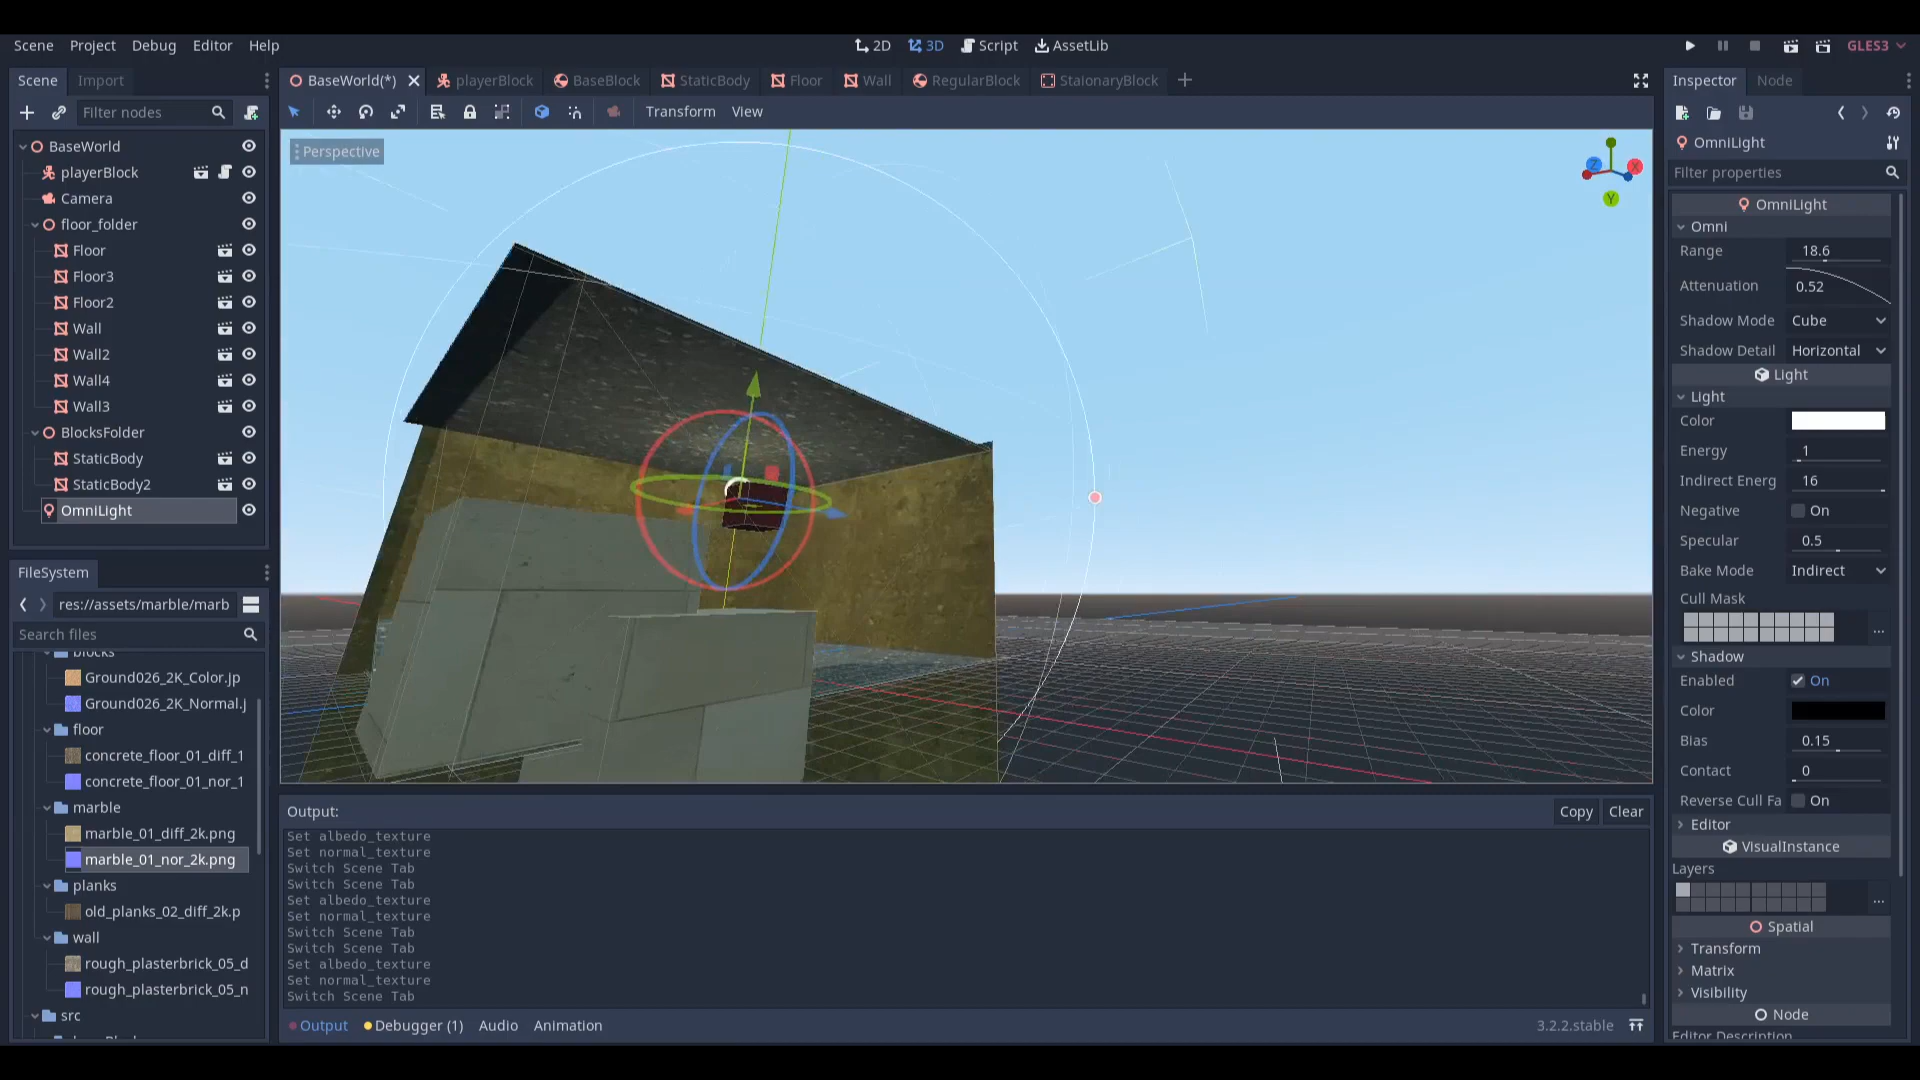 Scene Project Debug Editor Help
2D 3D Script AssetLib
GLES3
Scene Import
BaseWorld(*) playerBlock BaseBlock StaticBody Floor Wall RegularBlock StaionaryBlock
Inspector Node
Filter nodes
Transform View
BaseWorld
playerBlock
Camera
floor_folder
Floor
Floor3
Floor2
Wall
Wall2
Wall4
Wall3
BlocksFolder
StaticBody
StaticBody2
OmniLight
Perspective
Z X Y
FileSystem
res://assets/marble/marb
Search files
blocks
Ground026_2K_Color.jp
Ground026_2K_Normal.j
floor
concrete_floor_01_diff_1
concrete_floor_01_nor_1
marble
marble_01_diff_2k.png
marble_01_nor_2k.png
planks
old_planks_02_diff_2k.p
wall
rough_plasterbrick_05_d
rough_plasterbrick_05_n
src
Output:
Copy Clear
Set albedo_texture
Set normal_texture
Switch Scene Tab
Switch Scene Tab
Set albedo_texture
Set normal_texture
Switch Scene Tab
Switch Scene Tab
Set albedo_texture
Set normal_texture
Switch Scene Tab
Output Debugger (1) Audio Animation
3.2.2.stable
OmniLight
Filter properties
OmniLight
Omni
Range 18.6
Attenuation 0.52
Shadow Mode Cube
Shadow Detail Horizontal
Light
Light
Color
Energy 1
Indirect Energ 16
Negative On
Specular 0.5
Bake Mode Indirect
Cull Mask
...
Shadow
Enabled On
Color
Bias 0.15
Contact 0
Reverse Cull Fa On
Editor
VisualInstance
Layers
...
Spatial
Transform
Matrix
Visibility
Node
Editor Description